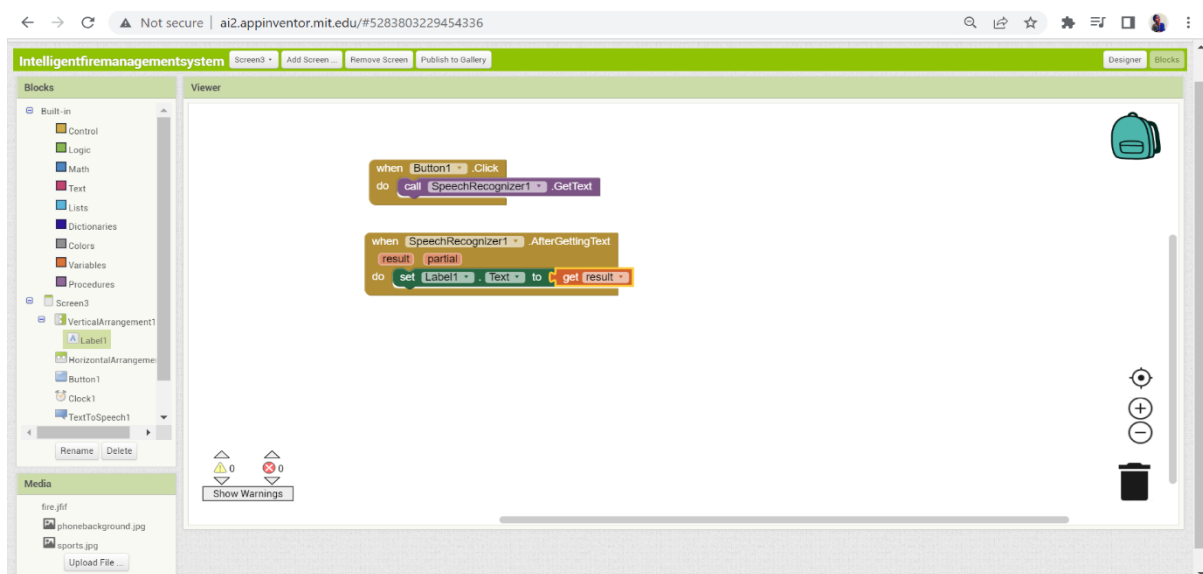 Not secure | ai2.appinventor.mit.edu/#5283803229454336
Intelligentfiremanagementsystem Screen3 Add Screen ... Remove Screen Publish to Gallery Designer Blocks
Blocks
Built-in
Control
Logic
Math
Text
Lists
Dictionaries
Colors
Variables
Procedures
Screen3
VerticalArrangement1
Label1
HorizontalArrangeme
Button1
Clock1
TextToSpeech1
Rename Delete
Media
fire.jfif
phonebackground.jpg
sports.jpg
Upload File ...
Viewer
when Button1 .Click
do call SpeechRecognizer1 .GetText
when SpeechRecognizer1 .AfterGettingText
result partial
do set Label1 . Text to get result
0 0
Show Warnings